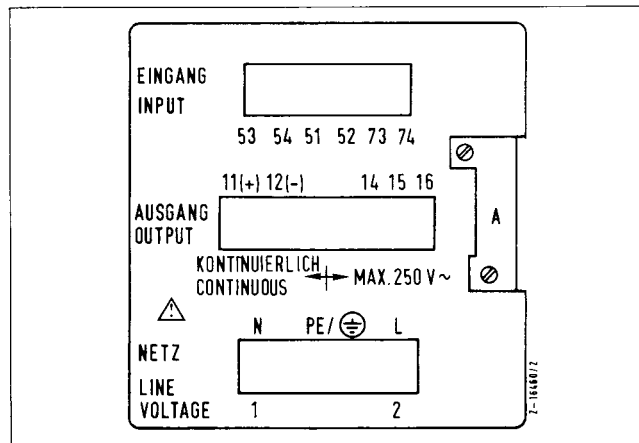 EINGANG
INPUT
53 54 51 52 73 74
11(+) 12(-) 14 15 16
AUSGANG
OUTPUT
A
KONTINUIERLICH
CONTINUOUS
MAX. 250 V~
N PE/ L
NETZ
LINE
VOLTAGE
1 2
Z-16460/2